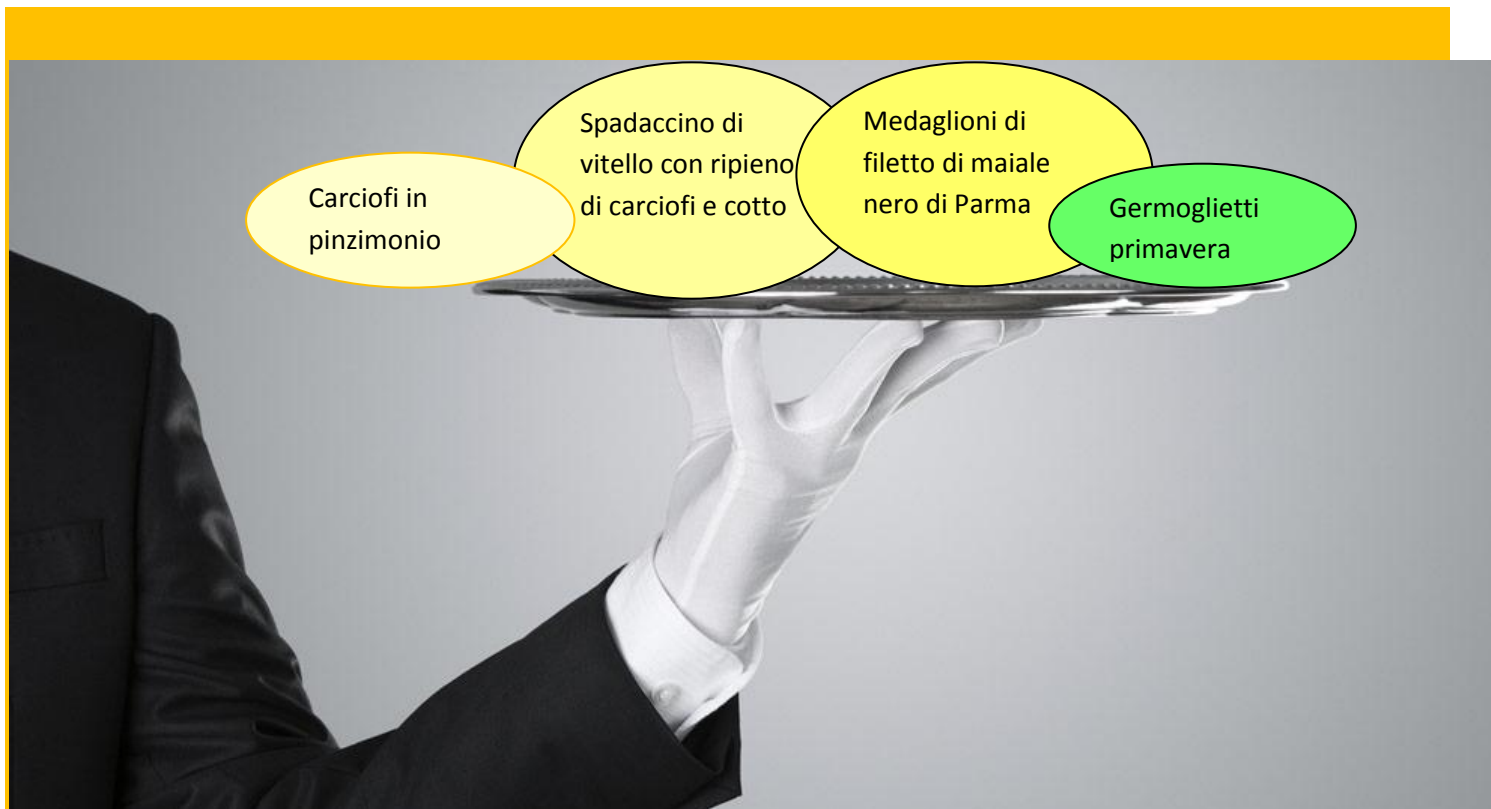 Carciofi in
pinzimonio
Spadaccino di
vitello con ripieno
di carciofi e cotto
Medaglioni di
filetto di maiale
nero di Parma
Germoglietti
primavera